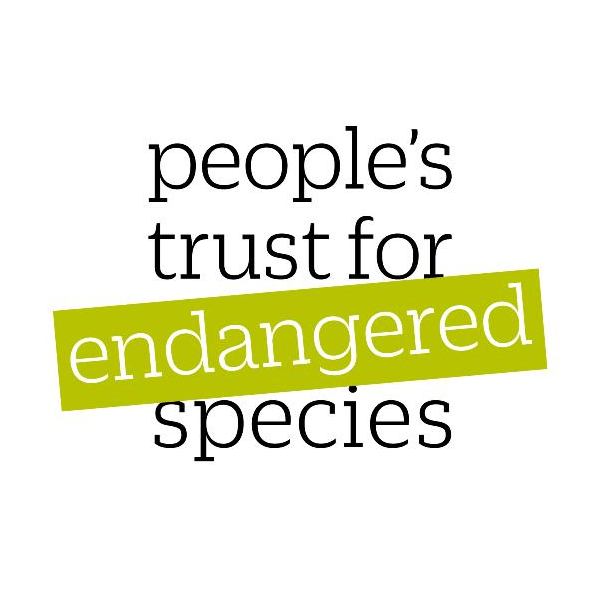 people’s
trust for
endangered
species